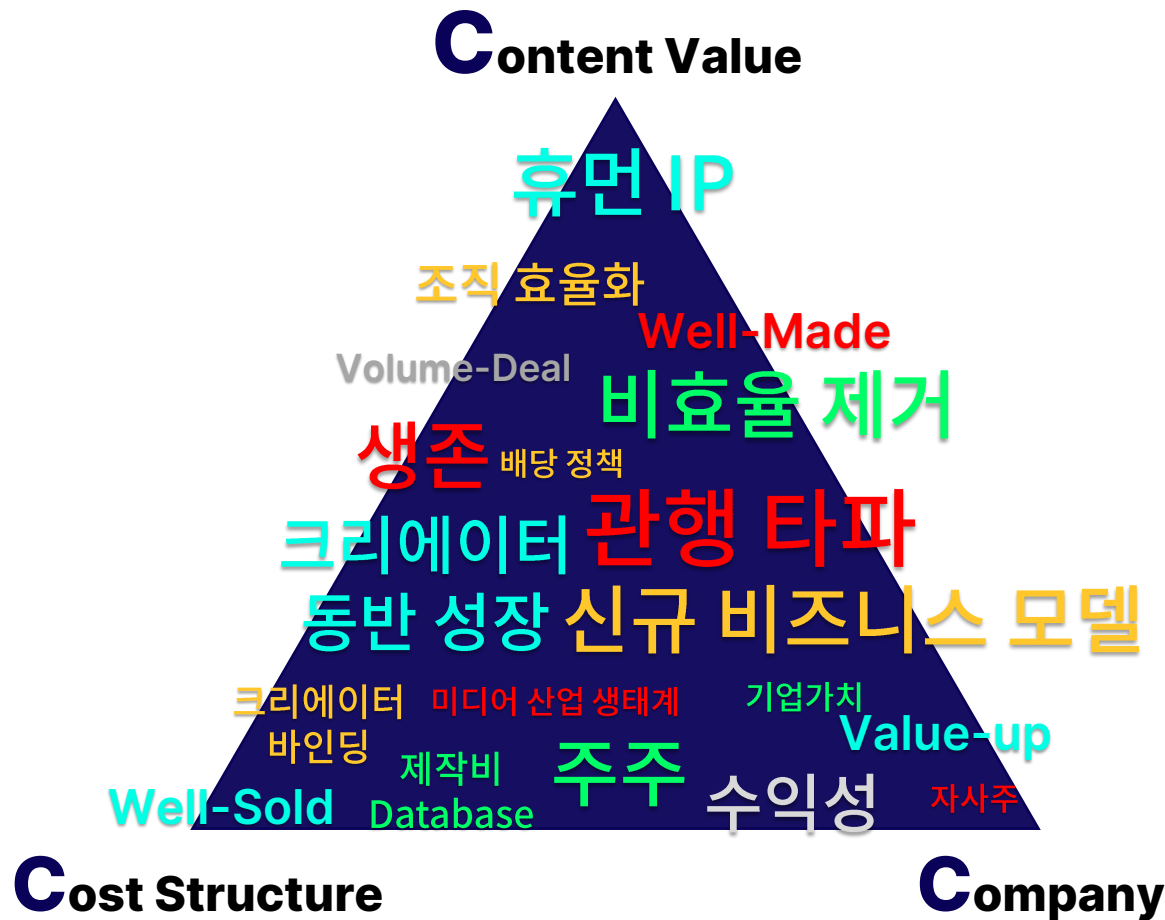 Content Value
휴먼 IP
조직 효율화
Well-Made
Volume-Deal
비효율 제거
생존
배당 정책
관행 타파
크리에이터
동반 성장
신규 비즈니스 모델
크리에이터
바인딩
미디어 산업 생태계
기업가치
Value-up
제작비
Database
주주
수익성
자사주
Well-Sold
Cost Structure
Company